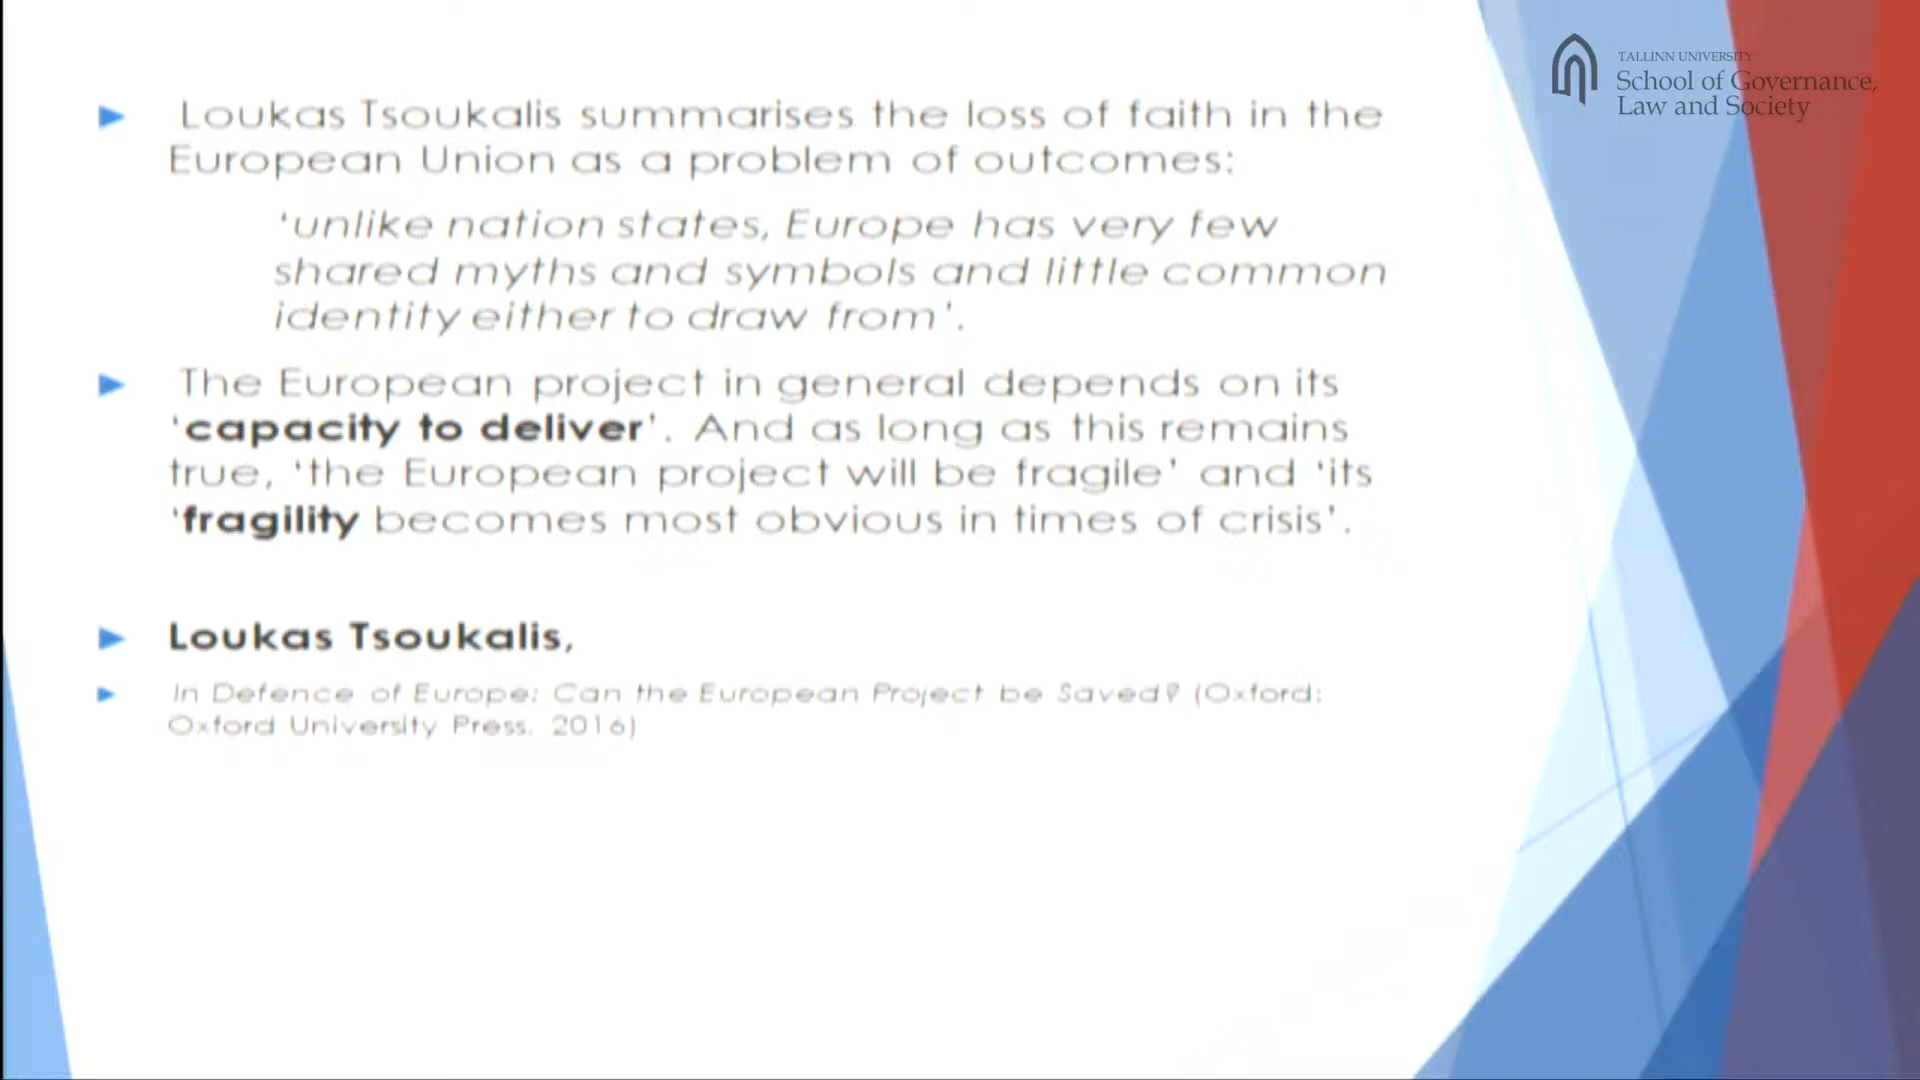 TALLINN UNIVERSITY
School of Governance,
Law and Society
Loukas Tsoukalis summarises the loss of faith in the
European Union as a problem of outcomes:
‘unlike nation states, Europe has very few
shared myths and symbols and little common
identity either to draw from’.
The European project in general depends on its
‘capacity to deliver’. And as long as this remains
true, ‘the European project will be fragile’ and ‘its
‘fragility becomes most obvious in times of crisis’.
Loukas Tsoukalis,
In Defence of Europe: Can the European Project be Saved? (Oxford:
Oxford University Press, 2016)